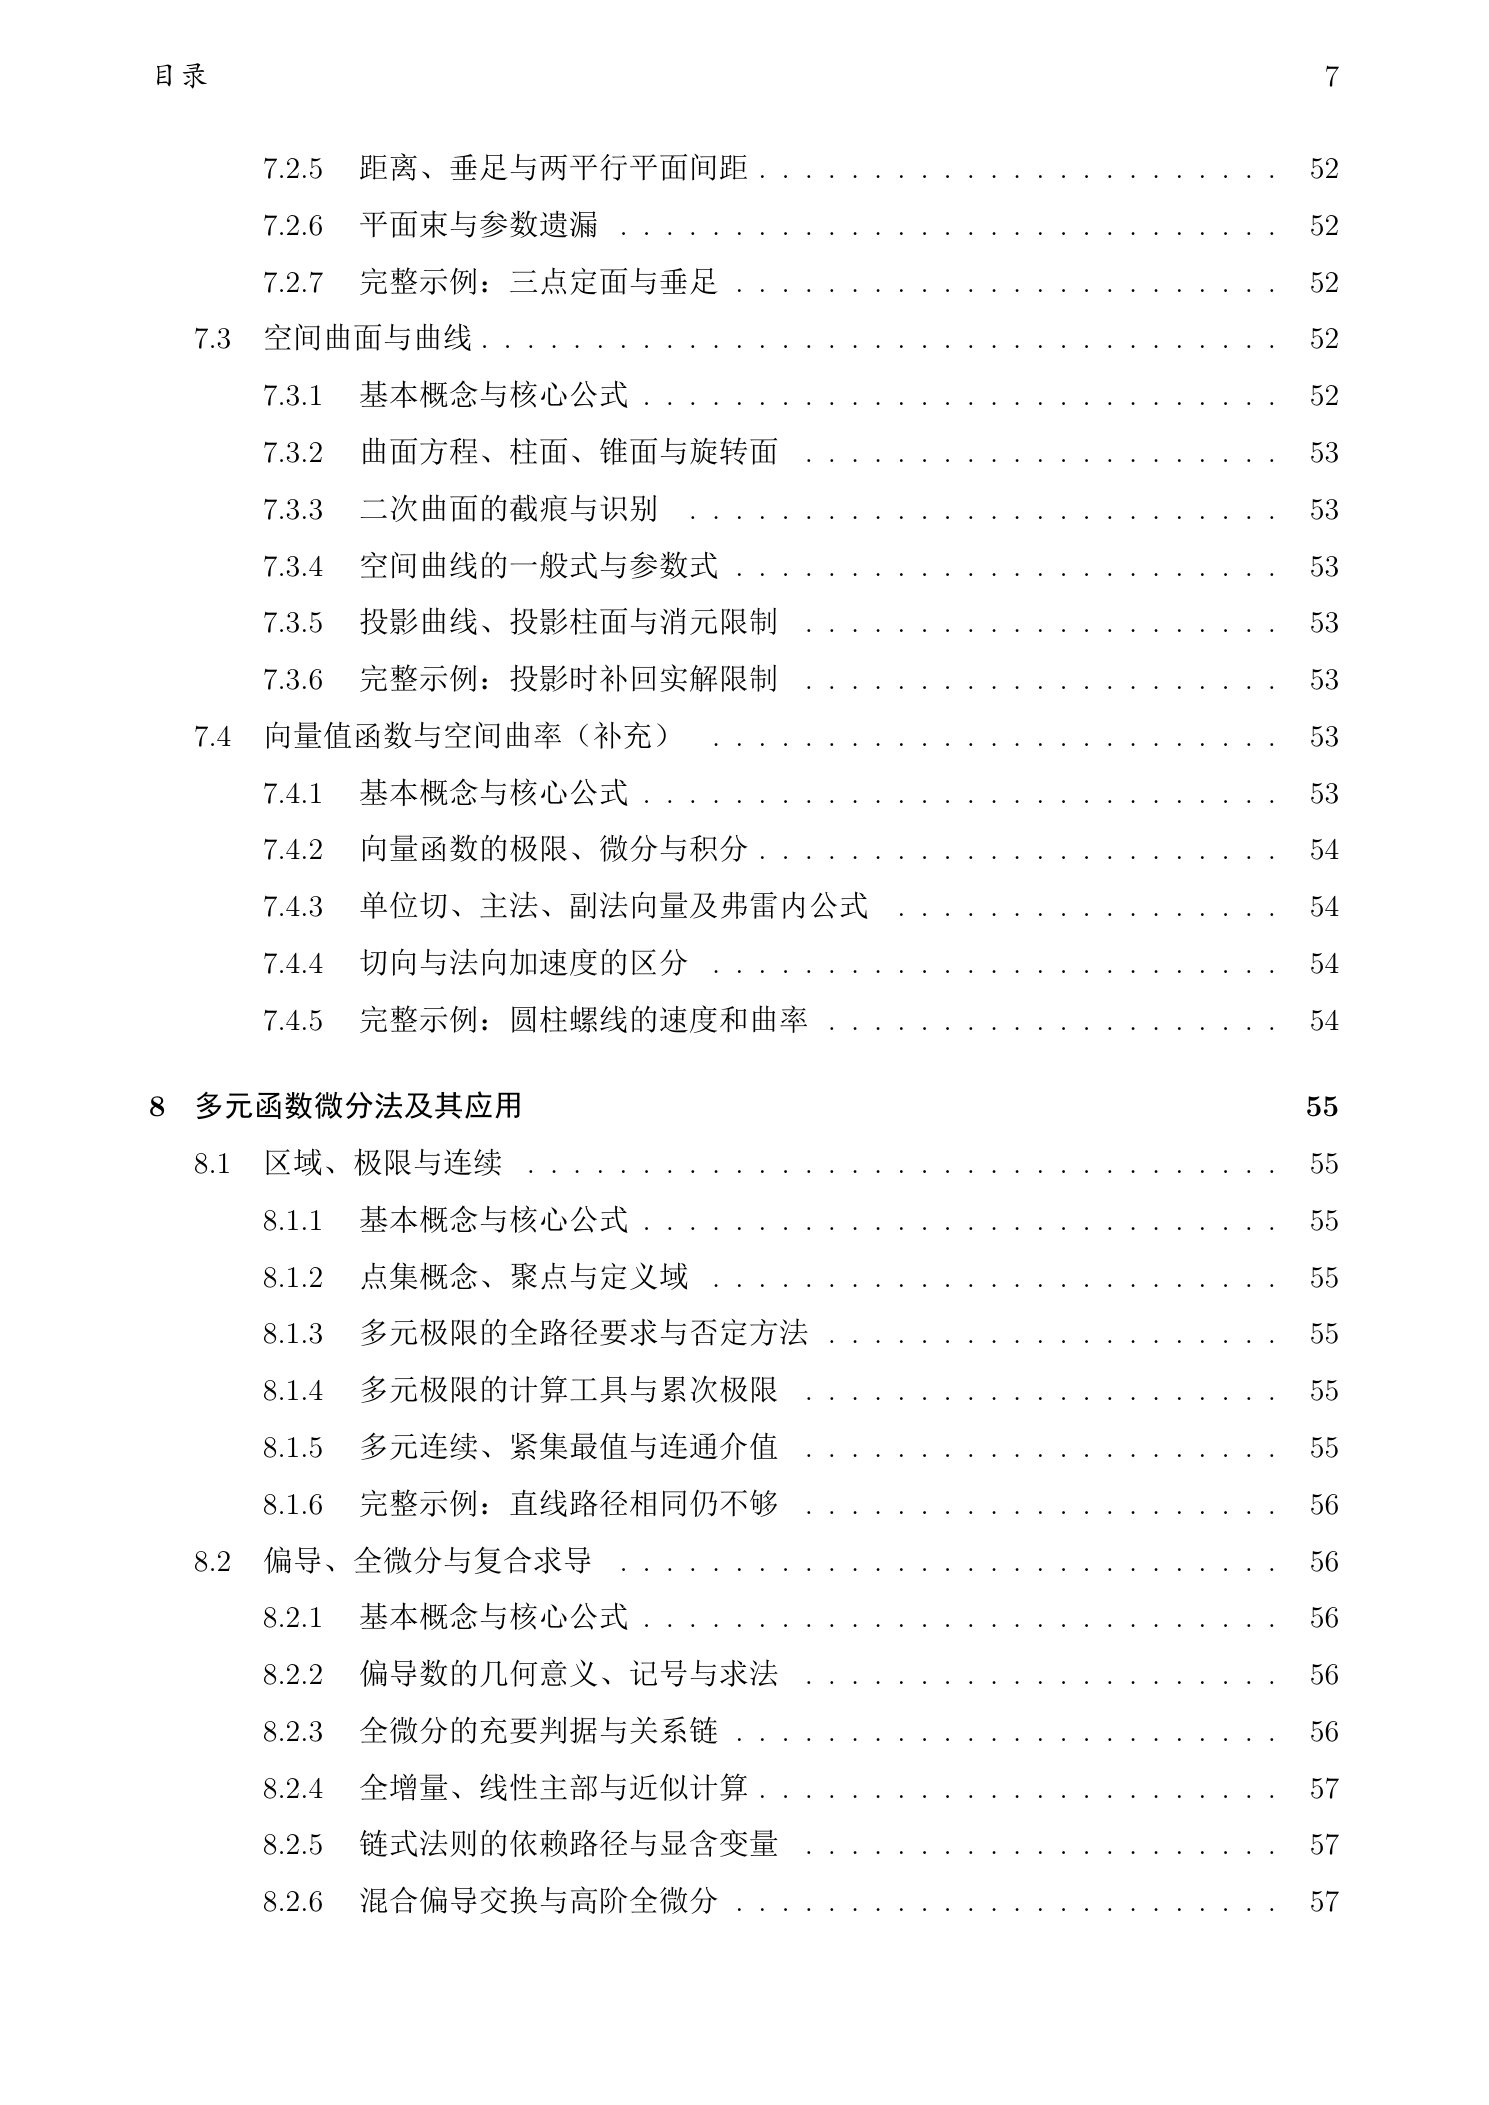 目录 7
7.2.5 距离、垂足与两平行平面间距 . . . . . . . . . . . . . . . . . . . . . . . 52
7.2.6 平面束与参数遗漏 . . . . . . . . . . . . . . . . . . . . . . . . . . . . . 52
7.2.7 完整示例：三点定面与垂足 . . . . . . . . . . . . . . . . . . . . . . . . 52
7.3 空间曲面与曲线 . . . . . . . . . . . . . . . . . . . . . . . . . . . . . . . . . . . 52
7.3.1 基本概念与核心公式 . . . . . . . . . . . . . . . . . . . . . . . . . . . . 52
7.3.2 曲面方程、柱面、锥面与旋转面 . . . . . . . . . . . . . . . . . . . . . 53
7.3.3 二次曲面的截痕与识别 . . . . . . . . . . . . . . . . . . . . . . . . . . 53
7.3.4 空间曲线的一般式与参数式 . . . . . . . . . . . . . . . . . . . . . . . . 53
7.3.5 投影曲线、投影柱面与消元限制 . . . . . . . . . . . . . . . . . . . . . 53
7.3.6 完整示例：投影时补回实解限制 . . . . . . . . . . . . . . . . . . . . . 53
7.4 向量值函数与空间曲率（补充） . . . . . . . . . . . . . . . . . . . . . . . . . 53
7.4.1 基本概念与核心公式 . . . . . . . . . . . . . . . . . . . . . . . . . . . . 53
7.4.2 向量函数的极限、微分与积分 . . . . . . . . . . . . . . . . . . . . . . . 54
7.4.3 单位切、主法、副法向量及弗雷内公式 . . . . . . . . . . . . . . . . . 54
7.4.4 切向与法向加速度的区分 . . . . . . . . . . . . . . . . . . . . . . . . . 54
7.4.5 完整示例：圆柱螺线的速度和曲率 . . . . . . . . . . . . . . . . . . . . 54
8 多元函数微分法及其应用 55
8.1 区域、极限与连续 . . . . . . . . . . . . . . . . . . . . . . . . . . . . . . . . . 55
8.1.1 基本概念与核心公式 . . . . . . . . . . . . . . . . . . . . . . . . . . . . 55
8.1.2 点集概念、聚点与定义域 . . . . . . . . . . . . . . . . . . . . . . . . . 55
8.1.3 多元极限的全路径要求与否定方法 . . . . . . . . . . . . . . . . . . . . 55
8.1.4 多元极限的计算工具与累次极限 . . . . . . . . . . . . . . . . . . . . . 55
8.1.5 多元连续、紧集最值与连通介值 . . . . . . . . . . . . . . . . . . . . . 55
8.1.6 完整示例：直线路径相同仍不够 . . . . . . . . . . . . . . . . . . . . . 56
8.2 偏导、全微分与复合求导 . . . . . . . . . . . . . . . . . . . . . . . . . . . . . 56
8.2.1 基本概念与核心公式 . . . . . . . . . . . . . . . . . . . . . . . . . . . . 56
8.2.2 偏导数的几何意义、记号与求法 . . . . . . . . . . . . . . . . . . . . . 56
8.2.3 全微分的充要判据与关系链 . . . . . . . . . . . . . . . . . . . . . . . . 56
8.2.4 全增量、线性主部与近似计算 . . . . . . . . . . . . . . . . . . . . . . . 57
8.2.5 链式法则的依赖路径与显含变量 . . . . . . . . . . . . . . . . . . . . . 57
8.2.6 混合偏导交换与高阶全微分 . . . . . . . . . . . . . . . . . . . . . . . . 57